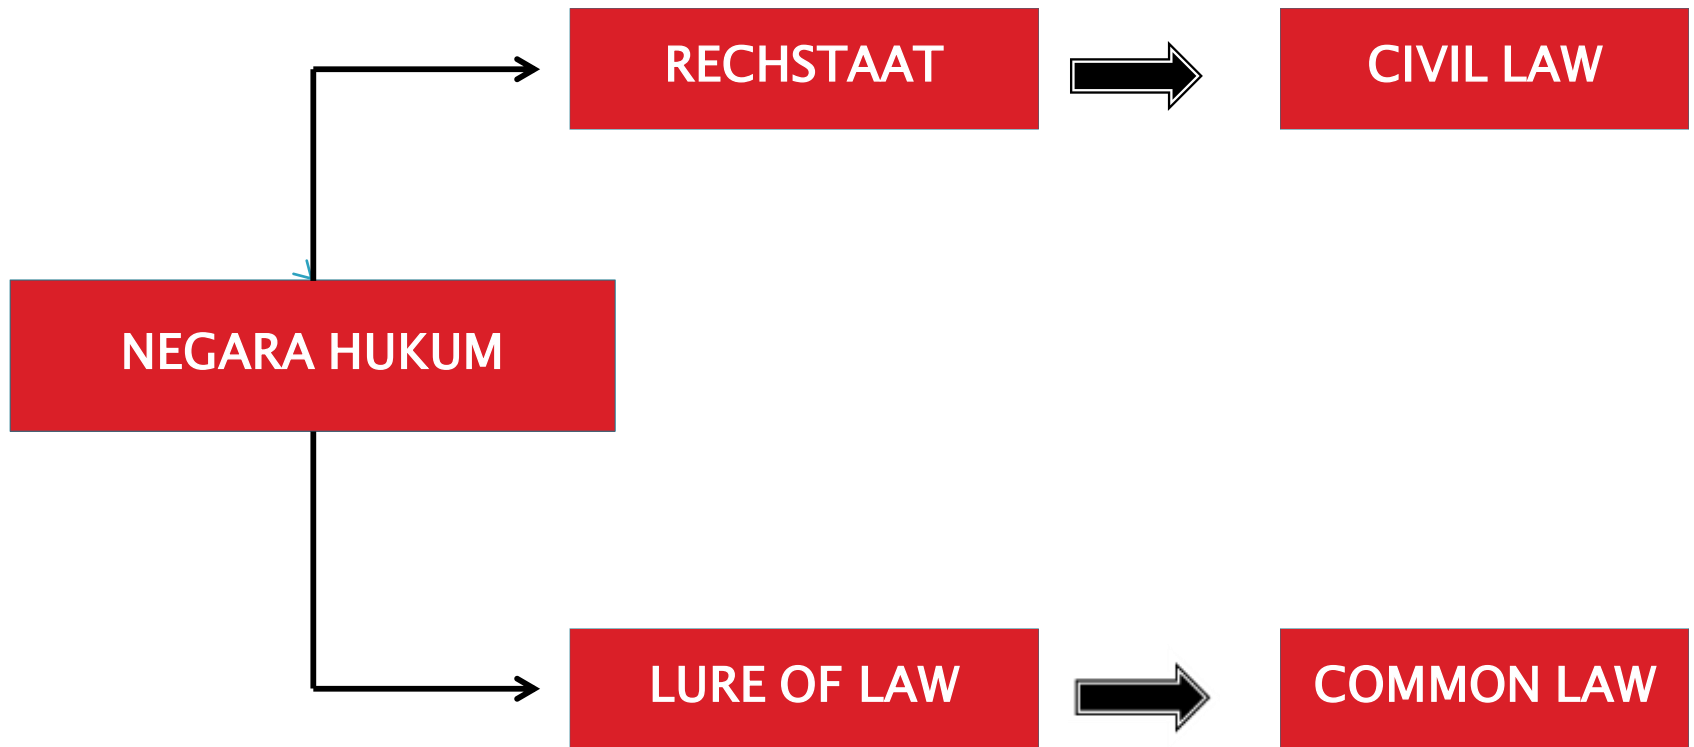 RECHSTAAT
CIVIL LAW
NEGARA HUKUM
LURE OF LAW
COMMON LAW